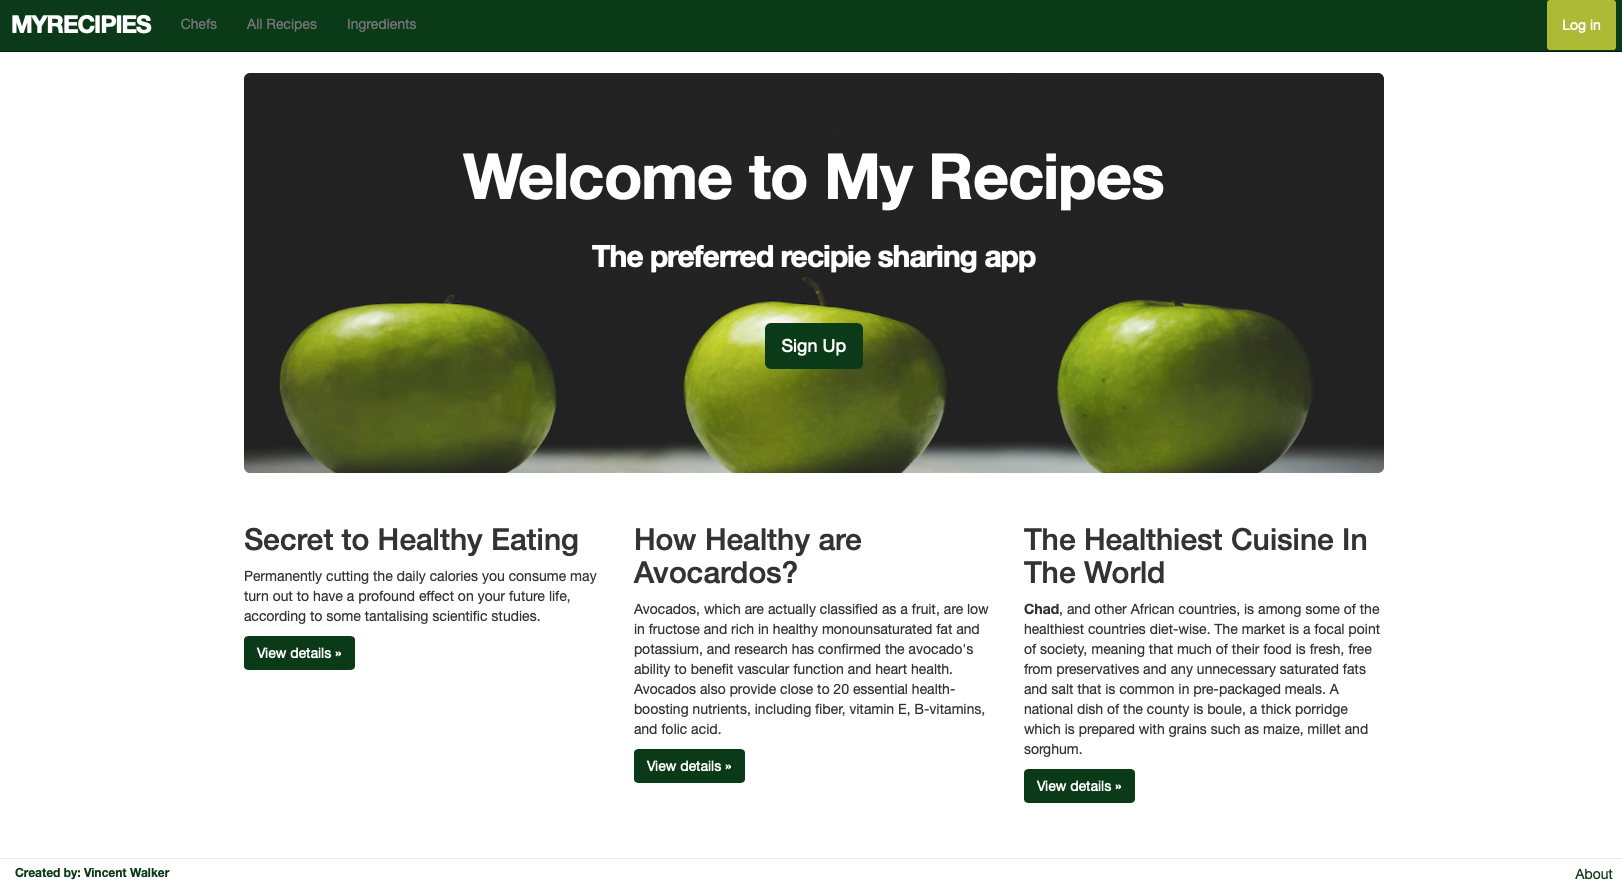 MYRECIPIES
Chefs
All Recipes
Ingredients
Log in
Welcome to My Recipes
The preferred recipie sharing app
Sign Up
Secret to Healthy Eating
Permanently cutting the daily calories you consume may
turn out to have a profound effect on your future life,
according to some tantalising scientific studies.
View details »
How Healthy are
Avocardos?
Avocados, which are actually classified as a fruit, are low
in fructose and rich in healthy monounsaturated fat and
potassium, and research has confirmed the avocado's
ability to benefit vascular function and heart health.
Avocados also provide close to 20 essential health-
boosting nutrients, including fiber, vitamin E, B-vitamins,
and folic acid.
View details »
The Healthiest Cuisine In
The World
Chad, and other African countries, is among some of the
healthiest countries diet-wise. The market is a focal point
of society, meaning that much of their food is fresh, free
from preservatives and any unnecessary saturated fats
and salt that is common in pre-packaged meals. A
national dish of the county is boule, a thick porridge
which is prepared with grains such as maize, millet and
sorghum.
View details »
Created by: Vincent Walker
About